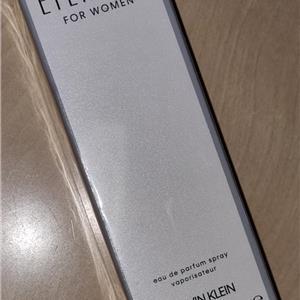 FOR WOMEN
eau de parfum spray
vaporisateur
KLEIN